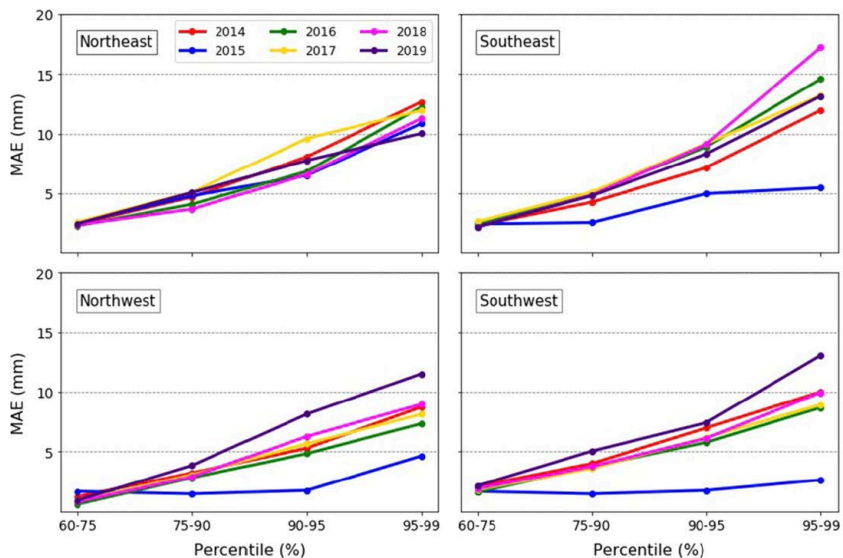 20
15
10
5
MAE (mm)
Northeast
2014 2016 2018
2015 2017 2019
Southeast
20
15
10
5
MAE (mm)
Northwest
Southwest
60-75 75-90 90-95 95-99
60-75 75-90 90-95 95-99
Percentile (%)
Percentile (%)